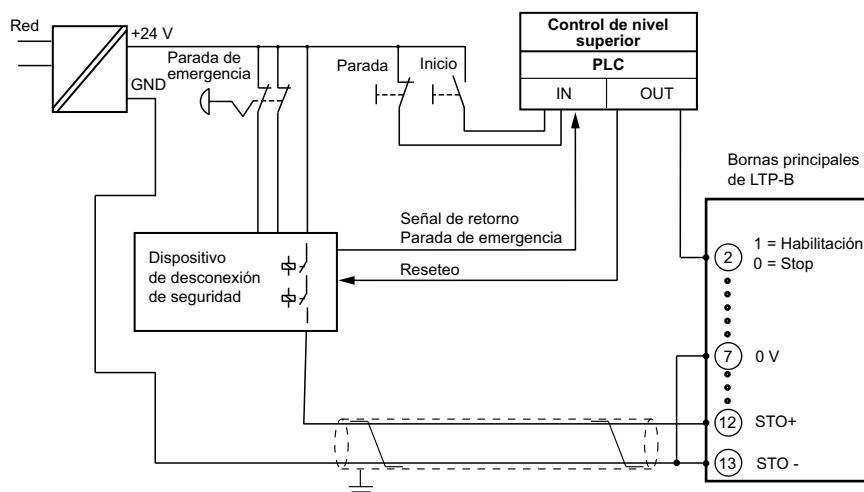 Red
+24 V
GND
Parada de
emergencia
Parada
Inicio
Control de nivel
superior
PLC
IN
OUT
Bornas principales
de LTP-B
Señal de retorno
Parada de emergencia
Reseteo
Dispositivo
de desconexión
de seguridad
2
1 = Habilitación
0 = Stop
7
0 V
12
STO+
13
STO -